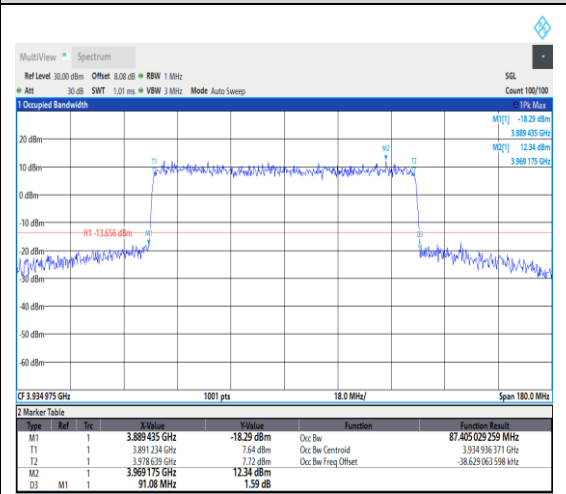 MultiView Spectrum
Ref Level 30.00 dBm Offset 8.08 dB RBW 1 MHz SGL
Att 30 dB SWT 1.01 ms VBW 3 MHz Mode Auto Sweep Count 100/100
1 Occupied Bandwidth 1Pk Max
M1[1] -18.29 dBm
3.889 435 GHz
M2[1] 12.34 dBm
3.969 175 GHz
20 dBm
M2
T1 T2
10 dBm
0 dBm
-10 dBm
H1 -13.656 dBm M1
D3
-20 dBm
-30 dBm
-40 dBm
-50 dBm
-60 dBm
CF 3.934 975 GHz 1001 pts 18.0 MHz/ Span 180.0 MHz
2 Marker Table
Type Ref Trc X-Value Y-Value Function Function Result
M1 1 3.889 435 GHz -18.29 dBm Occ Bw 87.405 029 259 MHz
T1 1 3.891 234 GHz 7.64 dBm Occ Bw Centroid 3.934 936 371 GHz
T2 1 3.978 639 GHz 7.72 dBm Occ Bw Freq Offset -38.629 063 598 kHz
M2 1 3.969 175 GHz 12.34 dBm
D3 M1 1 91.08 MHz 1.59 dB